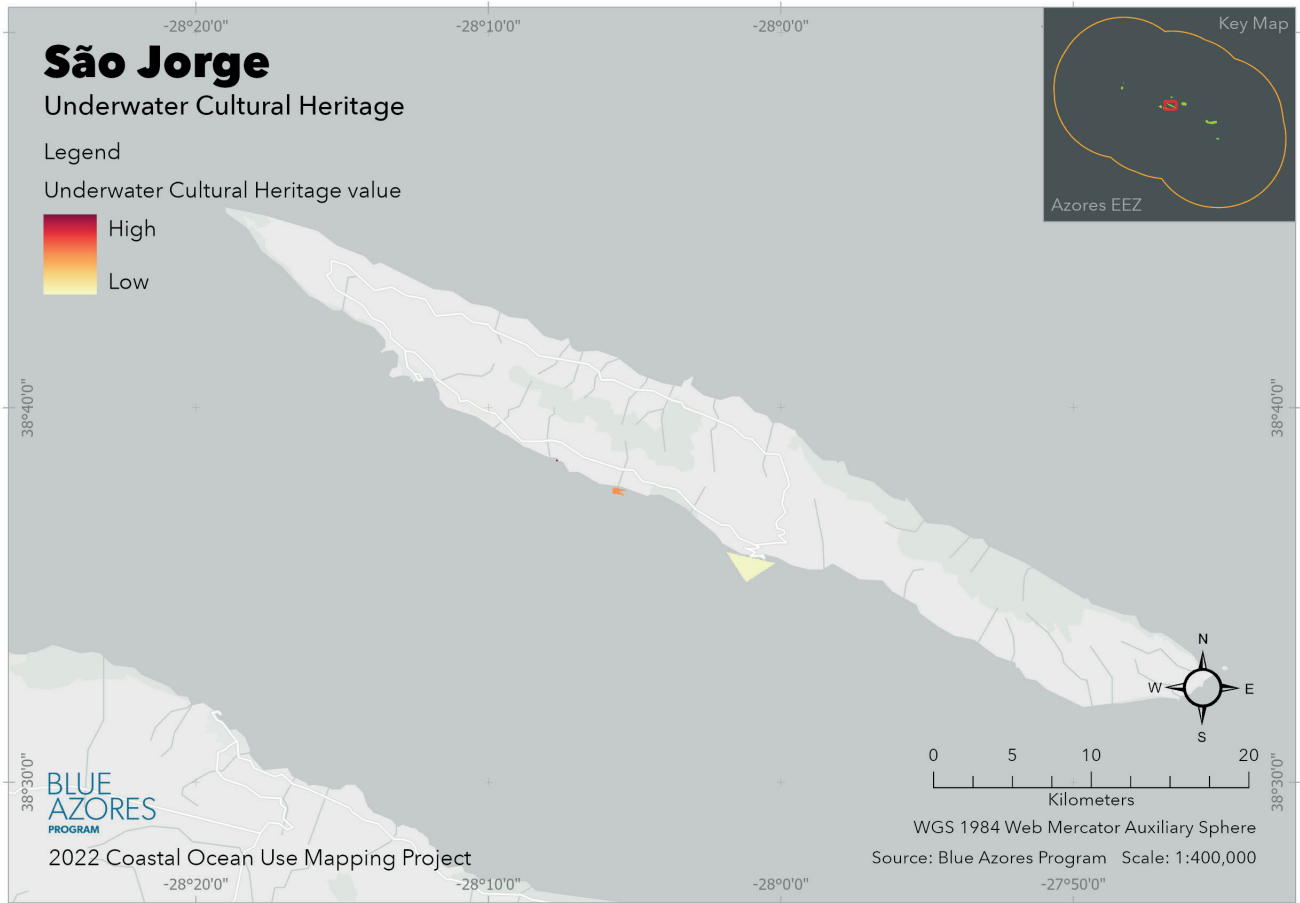 -28°20'0"
-28°10'0"
-28°0'0"
Key Map
São Jorge
Underwater Cultural Heritage
Legend
Underwater Cultural Heritage value
High
Low
Azores EEZ
38°40'0"
38°40'0"
N
W
E
S
38°30'0"
38°30'0"
BLUE
AZORES
PROGRAM
2022 Coastal Ocean Use Mapping Project
0 5 10 20
Kilometers
WGS 1984 Web Mercator Auxiliary Sphere
Source: Blue Azores Program Scale: 1:400,000
-28°20'0"
-28°10'0"
-28°0'0"
-27°50'0"